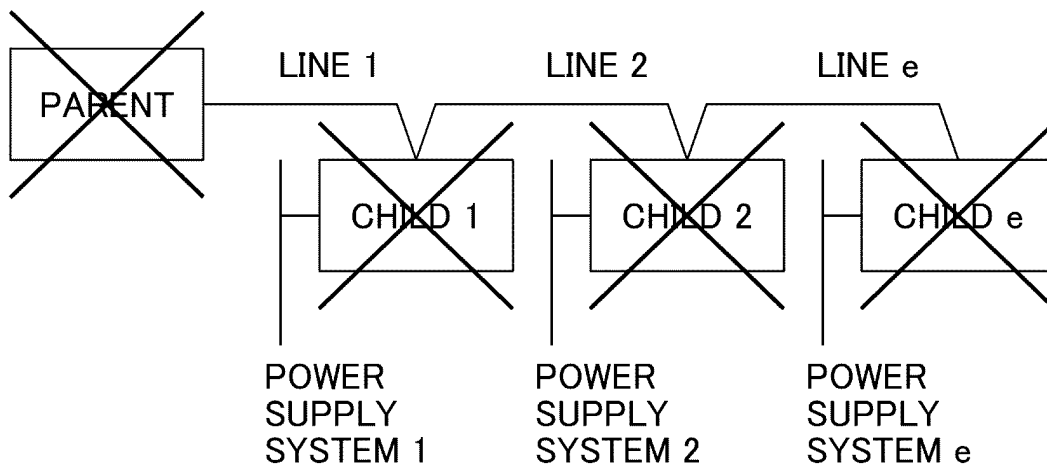 LINE 1
LINE 2
LINE e
PARENT
CHILD 1
CHILD 2
CHILD e
POWER
SUPPLY
SYSTEM 1
POWER
SUPPLY
SYSTEM 2
POWER
SUPPLY
SYSTEM e